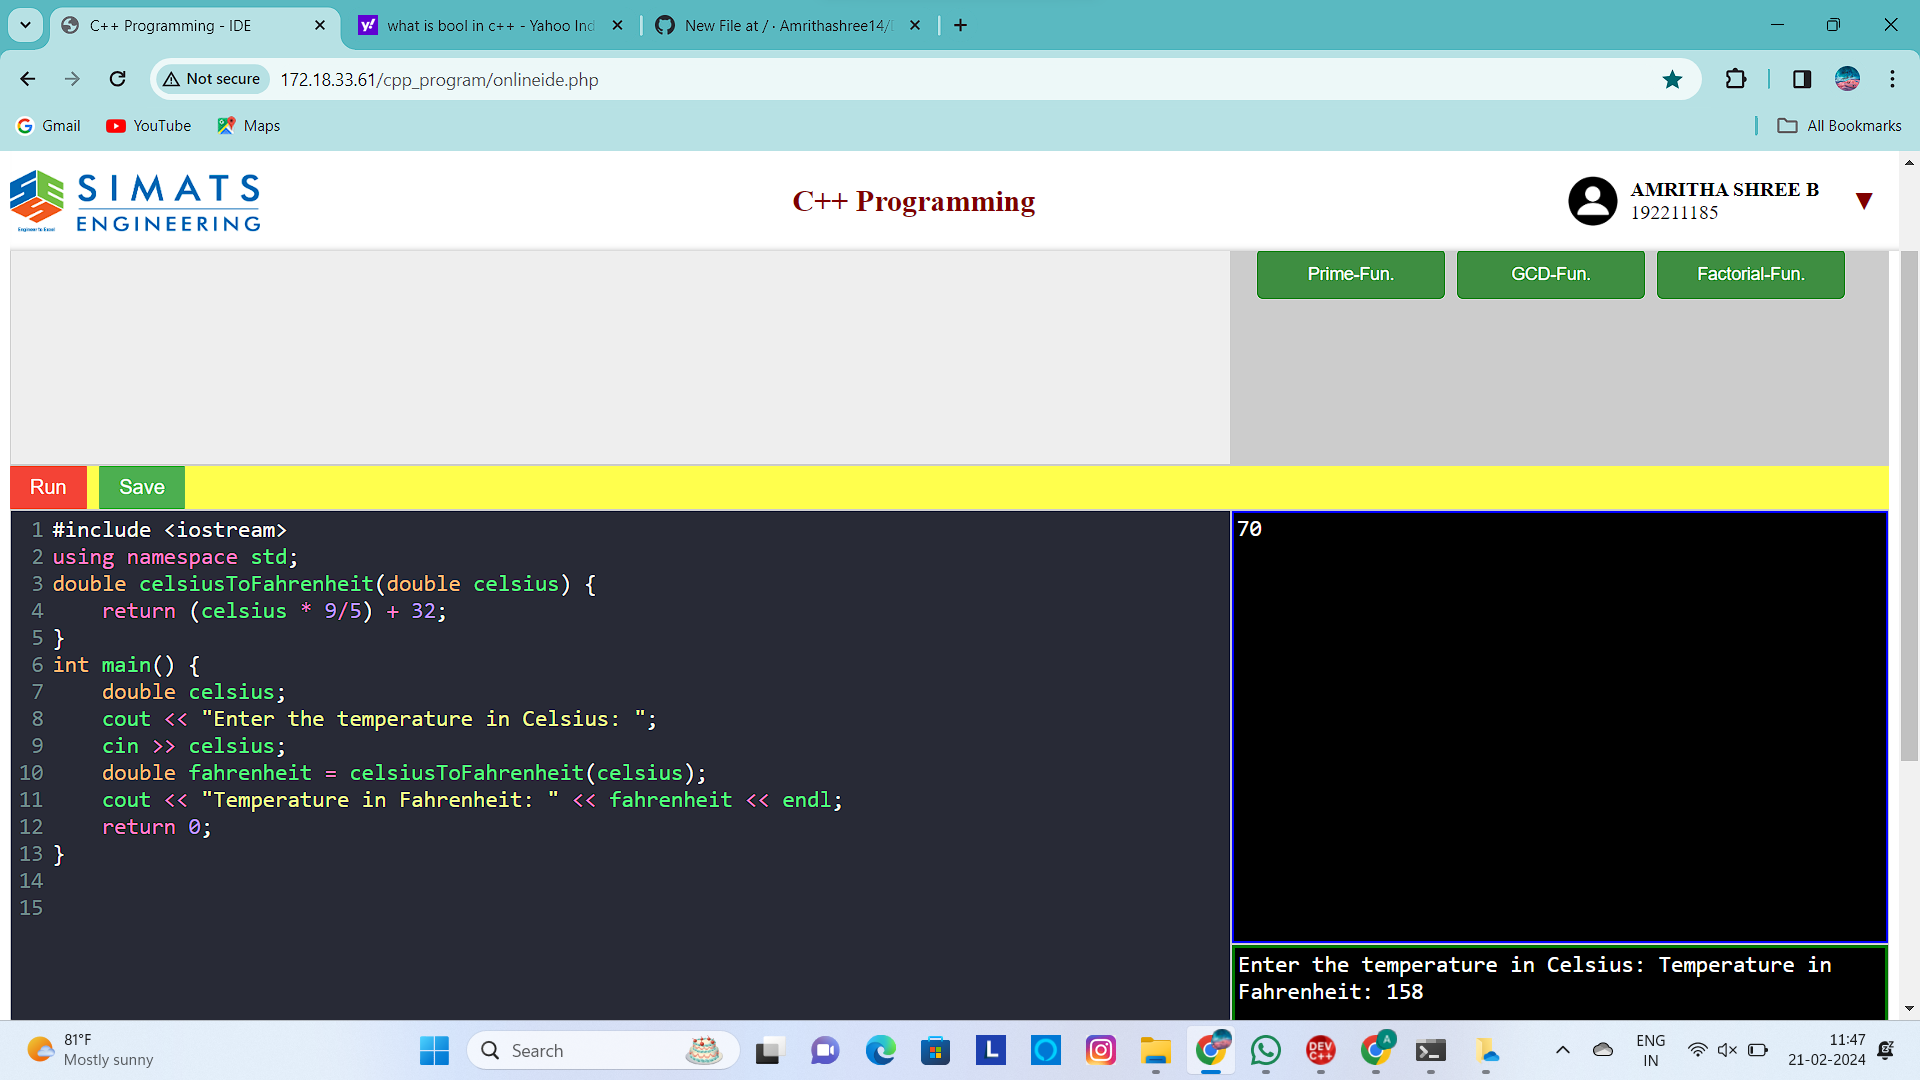 C++ Programming - IDE
what is bool in c++ - Yahoo Ind
New File at / · Amrithashree14/
Not secure
172.18.33.61/cpp_program/onlineide.php
Gmail
YouTube
Maps
All Bookmarks
SIMATS
ENGINEERING
Engineer to Excel
C++ Programming
AMRITHA SHREE B
192211185
Prime-Fun.
GCD-Fun.
Factorial-Fun.
Run
Save
1 #include <iostream>
2 using namespace std;
3 double celsiusToFahrenheit(double celsius) {
4     return (celsius * 9/5) + 32;
5 }
6 int main() {
7     double celsius;
8     cout << "Enter the temperature in Celsius: ";
9     cin >> celsius;
10     double fahrenheit = celsiusToFahrenheit(celsius);
11     cout << "Temperature in Fahrenheit: " << fahrenheit << endl;
12     return 0;
13 }
14
15
70
Enter the temperature in Celsius: Temperature in
Fahrenheit: 158
81°F
Mostly sunny
Search
L
DEV
C++
A
ENG
IN
11:47
21-02-2024